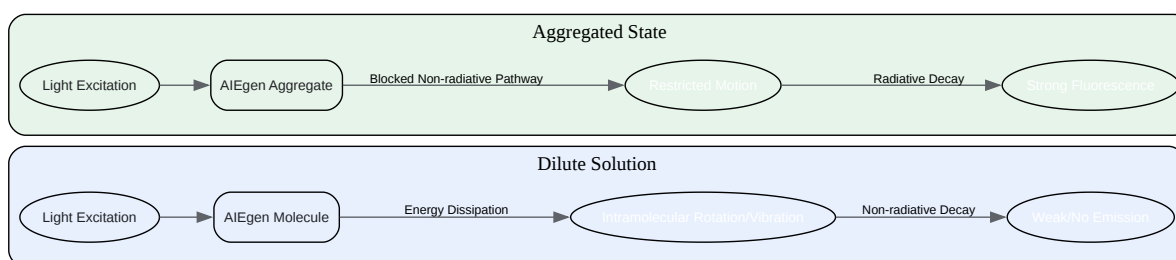 Aggregated State
Light Excitation
AIEgen Aggregate
Blocked Non-radiative Pathway
Restricted Motion
Radiative Decay
Strong Fluorescence
Dilute Solution
Light Excitation
AIEgen Molecule
Energy Dissipation
Intramolecular Rotation/Vibration
Non-radiative Decay
Weak/No Emission